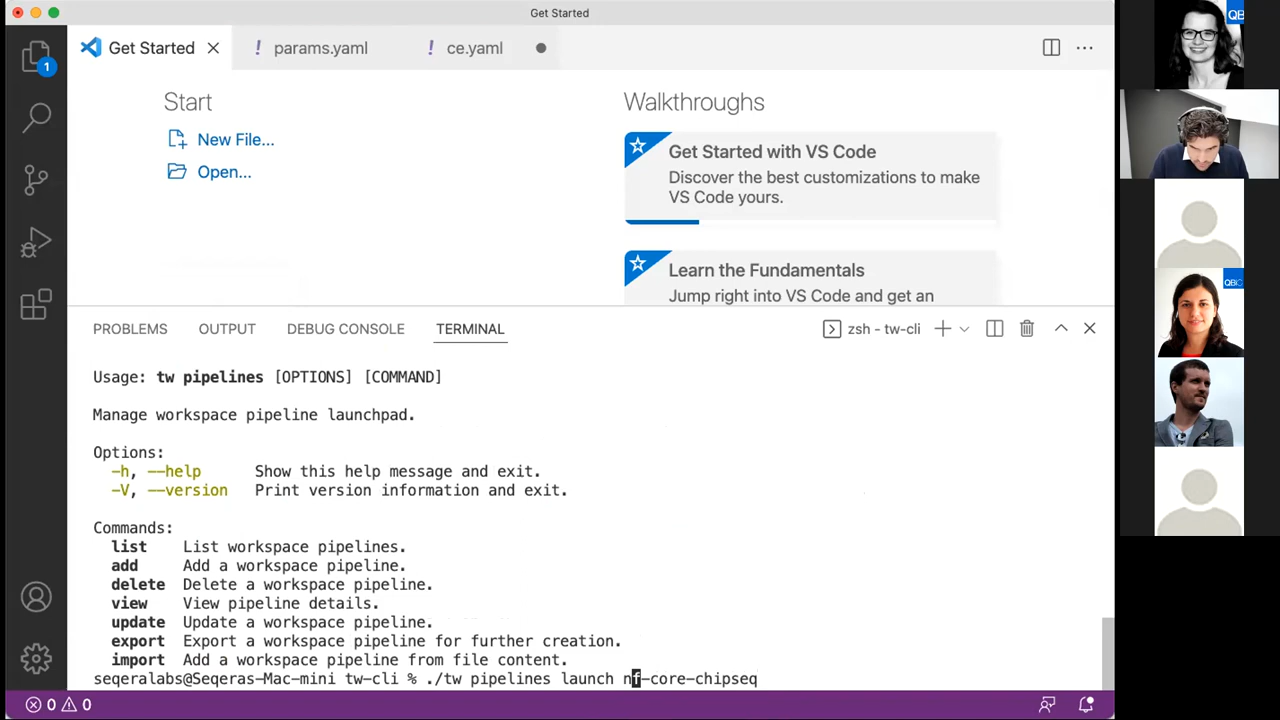 Get Started
Get Started
params.yaml
ce.yaml
1
Start
New File...
Open...
Walkthroughs
Get Started with VS Code
Discover the best customizations to make
VS Code yours.
Learn the Fundamentals
Jump right into VS Code and get an
PROBLEMS OUTPUT DEBUG CONSOLE TERMINAL
zsh - tw-cli
Usage: tw pipelines [OPTIONS] [COMMAND]
Manage workspace pipeline launchpad.
Options:
-h, --help Show this help message and exit.
-V, --version Print version information and exit.
Commands:
list List workspace pipelines.
add Add a workspace pipeline.
delete Delete a workspace pipeline.
view View pipeline details.
update Update a workspace pipeline.
export Export a workspace pipeline for further creation.
import Add a workspace pipeline from file content.
seqeralabs@Seqeras-Mac-mini tw-cli % ./tw pipelines launch nf-core-chipseq
0 0
QBiC